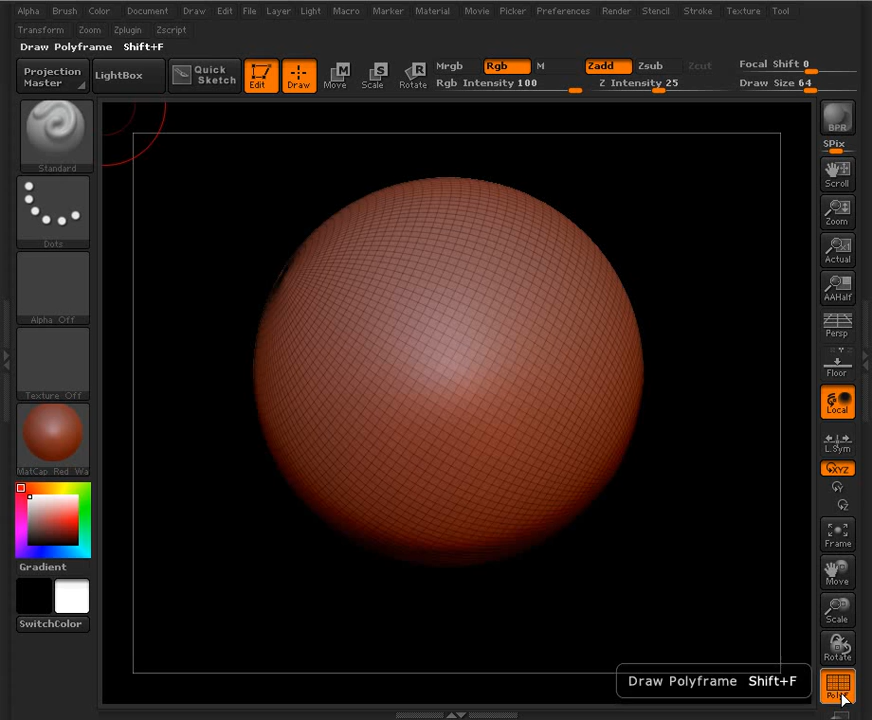 Alpha Brush Color Document Draw Edit File Layer Light Macro Marker Material Movie Picker Preferences Render Stencil Stroke Texture Tool
Transform Zoom Zplugin Zscript
Draw Polyframe Shift+F
Projection Master
LightBox
Quick Sketch
Edit
Draw
Move
Scale
Rotate
Mrgb Rgb M
Rgb Intensity 100
Zadd Zsub Zcut
Z Intensity 25
Focal Shift 0
Draw Size 64
Standard
Dots
Alpha Off
Texture Off
MatCap Red Wa
Gradient
SwitchColor
BPR
SPix
Scroll
Zoom
Actual
AAHalf
Persp
Floor
Local
L.Sym
XYZ
Y
Z
Frame
Move
Scale
Rotate
Draw Polyframe Shift+F